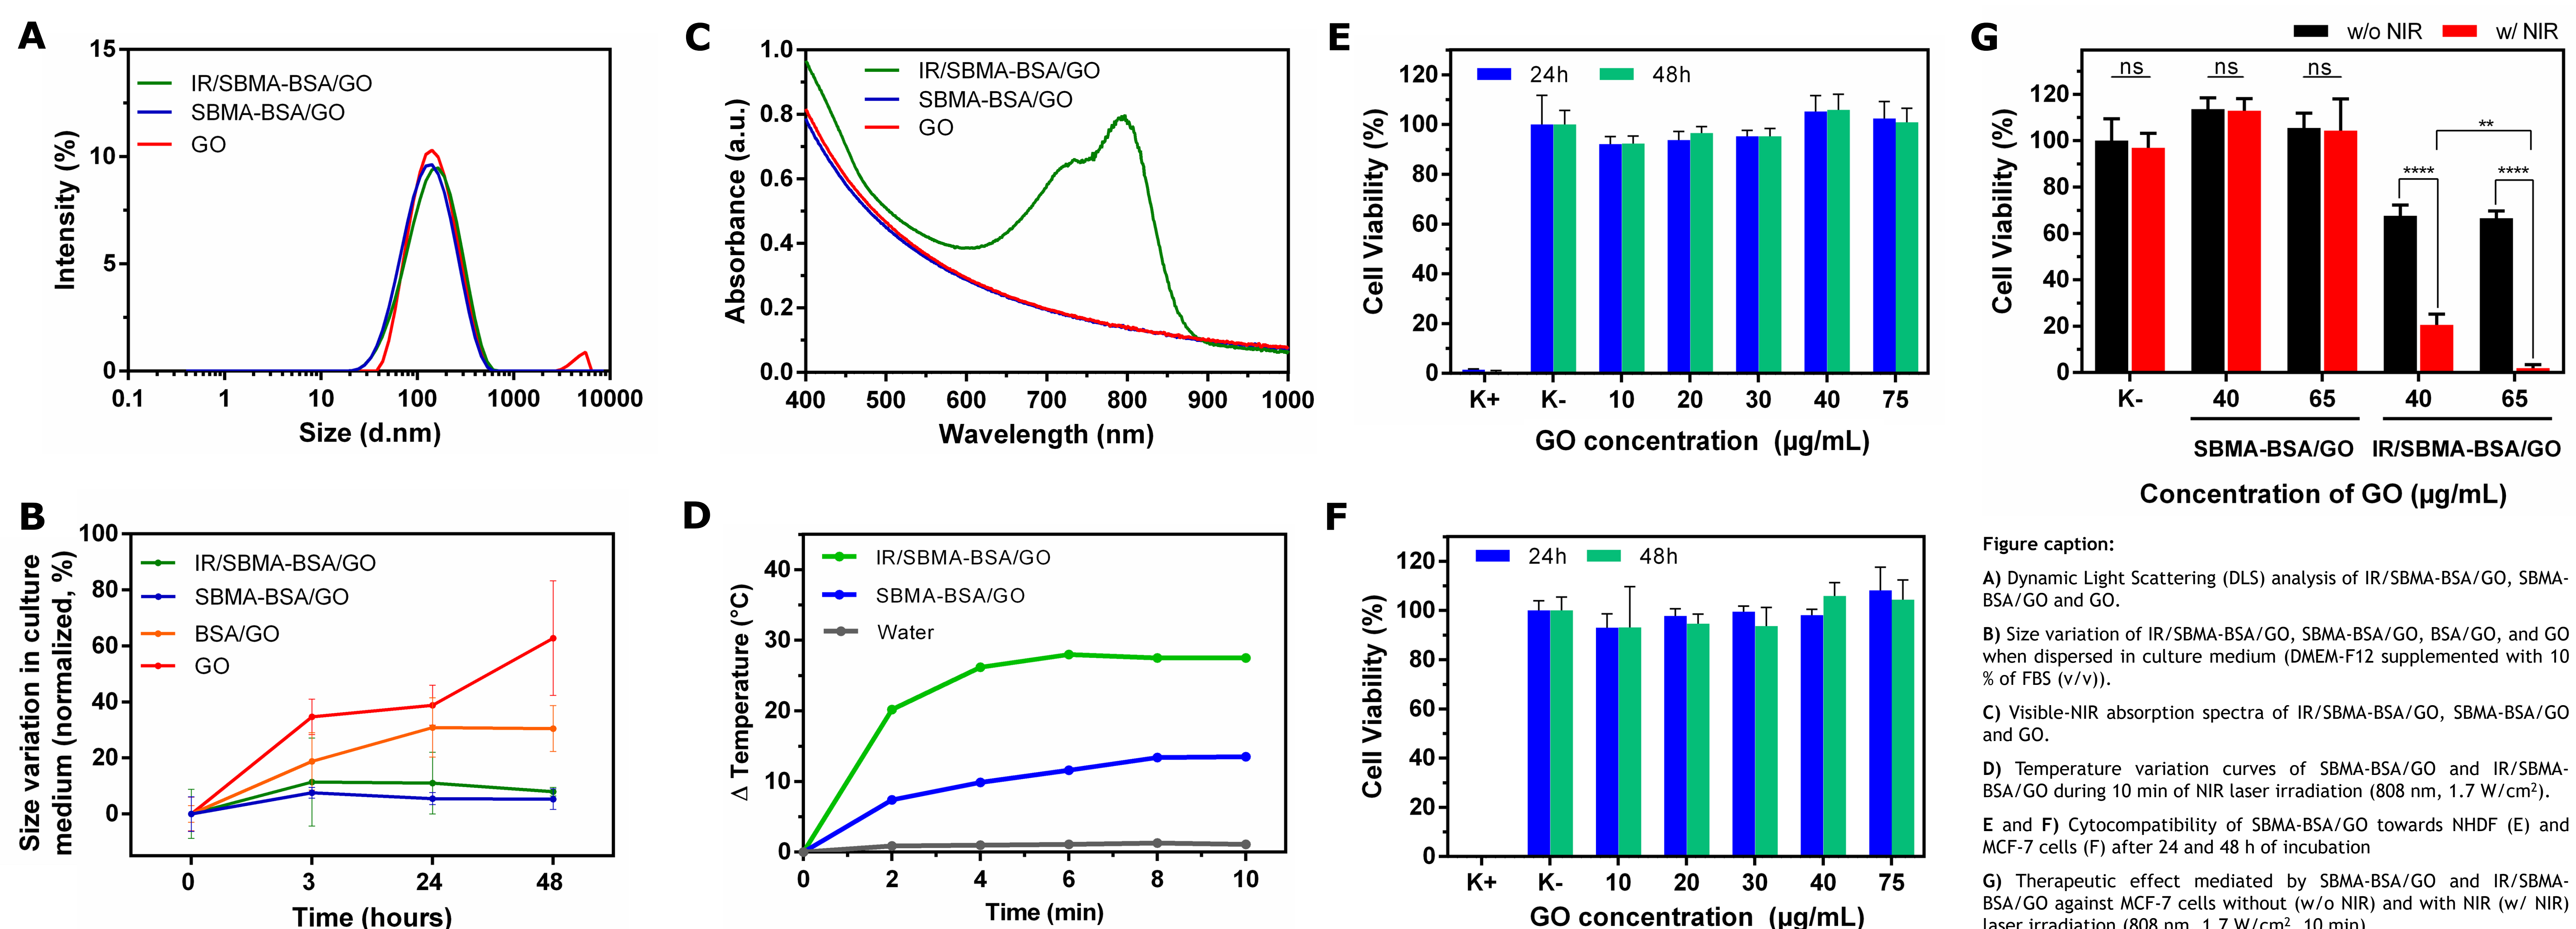 A
15
10
5
0
Intensity (%)
IR/SBMA-BSA/GO
SBMA-BSA/GO
GO
0.1 1 10 100 1000 10000
Size (d.nm)
B
100
80
60
40
20
0
Size variation in culture
medium (normalized, %)
IR/SBMA-BSA/GO
SBMA-BSA/GO
BSA/GO
GO
0 3 24 48
Time (hours)
C
1.0
0.8
0.6
0.4
0.2
0.0
Absorbance (a.u.)
IR/SBMA-BSA/GO
SBMA-BSA/GO
GO
400 500 600 700 800 900 1000
Wavelength (nm)
D
40
30
20
10
0
Δ Temperature (°C)
IR/SBMA-BSA/GO
SBMA-BSA/GO
Water
0 2 4 6 8 10
Time (min)
E
120
100
80
60
40
20
0
Cell Viability (%)
24h 48h
K+ K- 10 20 30 40 75
GO concentration (µg/mL)
F
120
100
80
60
40
20
0
Cell Viability (%)
24h 48h
K+ K- 10 20 30 40 75
GO concentration (µg/mL)
G
w/o NIR w/ NIR
120
100
80
60
40
20
0
Cell Viability (%)
ns ns ns
**
**** ****
K- 40 65 40 65
SBMA-BSA/GO IR/SBMA-BSA/GO
Concentration of GO (µg/mL)
Figure caption:
A) Dynamic Light Scattering (DLS) analysis of IR/SBMA-BSA/GO, SBMA-
BSA/GO and GO.
B) Size variation of IR/SBMA-BSA/GO, SBMA-BSA/GO, BSA/GO, and GO
when dispersed in culture medium (DMEM-F12 supplemented with 10
% of FBS (v/v)).
C) Visible-NIR absorption spectra of IR/SBMA-BSA/GO, SBMA-BSA/GO
and GO.
D) Temperature variation curves of SBMA-BSA/GO and IR/SBMA-
BSA/GO during 10 min of NIR laser irradiation (808 nm, 1.7 W/cm²).
E and F) Cytocompatibility of SBMA-BSA/GO towards NHDF (E) and
MCF-7 cells (F) after 24 and 48 h of incubation
G) Therapeutic effect mediated by SBMA-BSA/GO and IR/SBMA-
BSA/GO against MCF-7 cells without (w/o NIR) and with NIR (w/ NIR)
laser irradiation (808 nm, 1.7 W/cm², 10 min)